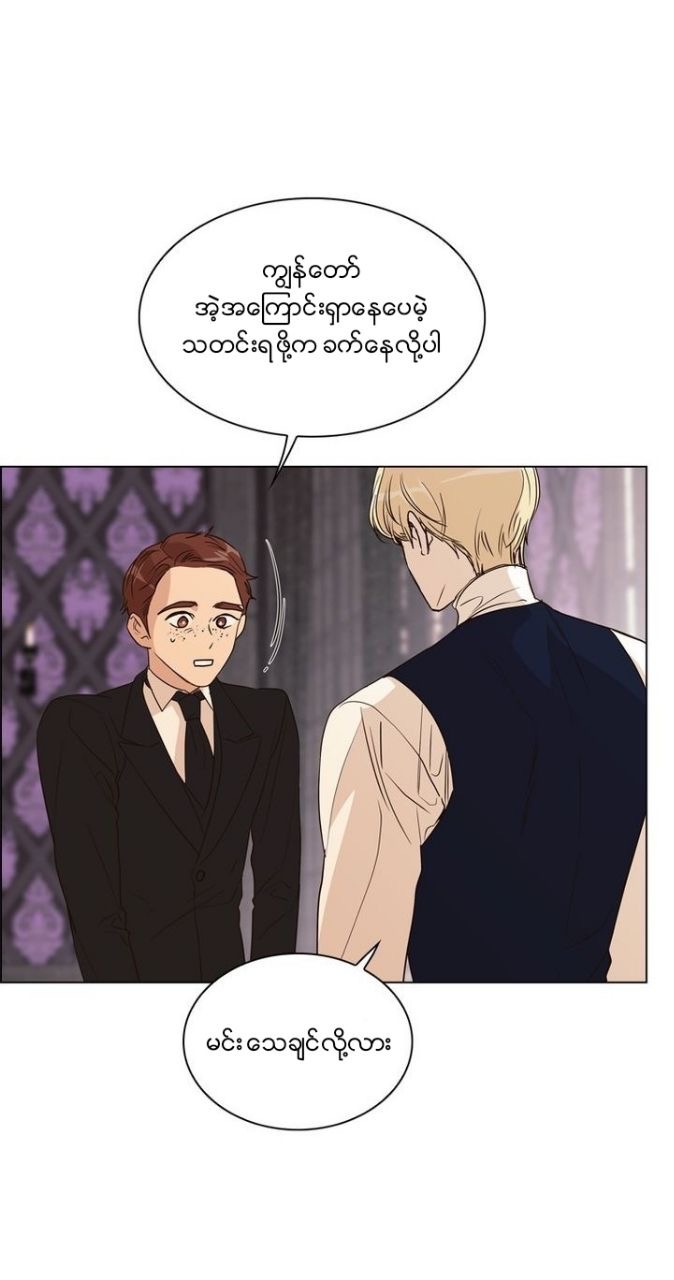 ကျွန်တော်
အဲ့အကြောင်းရှာနေပေမဲ့
သတင်းရဖို့က ခက်နေလို့ပါ
မင်း သေချင်လို့လား